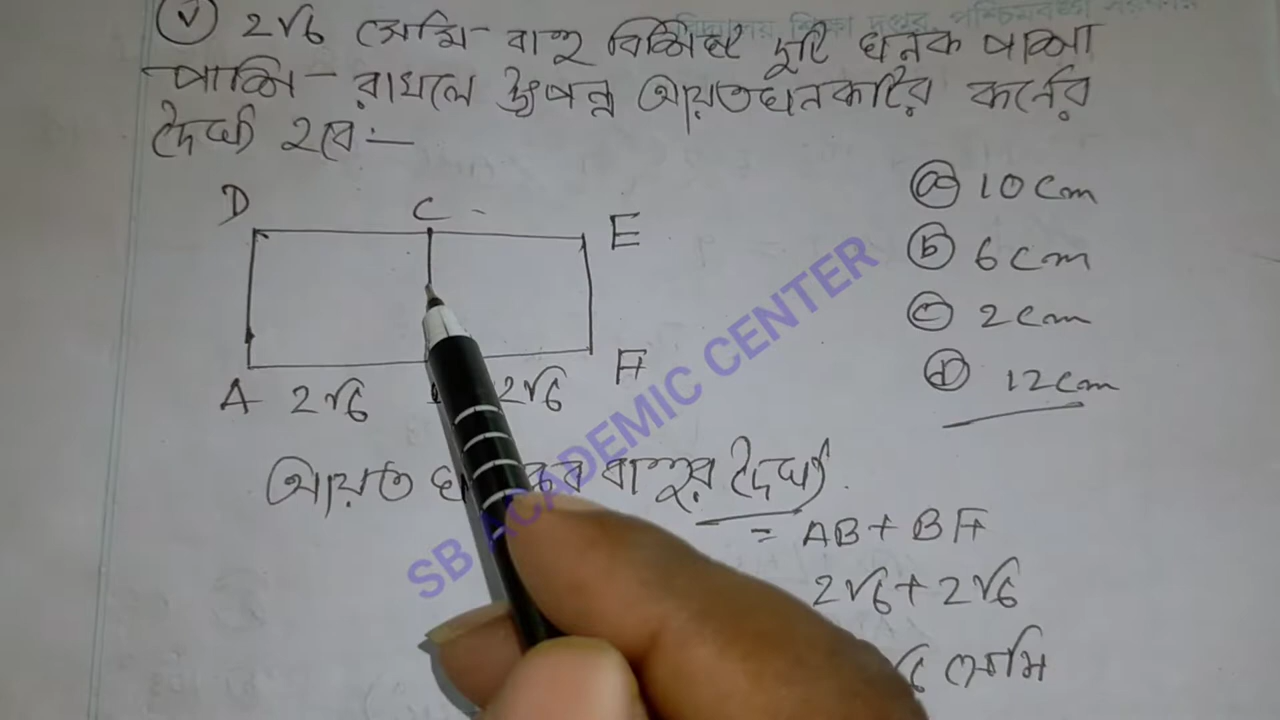 (v) 2√6 সেমি বাহু বিশিষ্ট দুটি ঘনক পাশা
পাশি রাখলে উৎপন্ন আয়তঘনকটির কর্নের
দৈর্ঘ্য হবে:—
(a) 10 cm
(b) 6 cm
(c) 2 cm
(d) 12 cm
D C E
A 2√6 2√6 F
আয়ত বাহুর দৈর্ঘ্য.
= AB + BF
2√6 + 2√6
সেমি
SB ACADEMIC CENTER